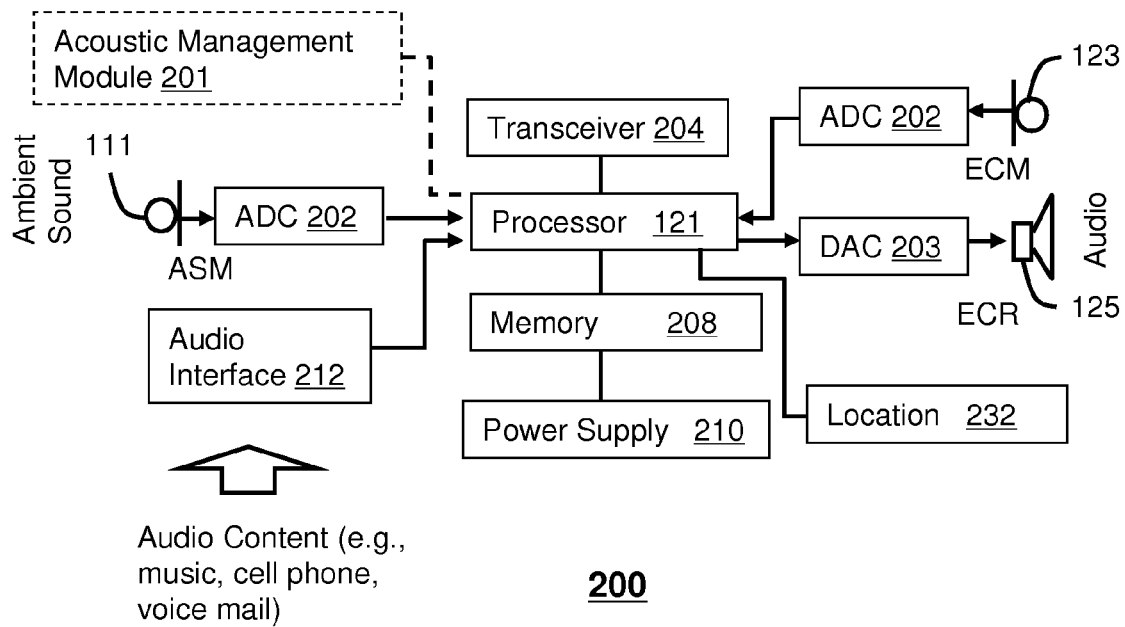 Acoustic Management
Module 201
123
Transceiver 204
ADC 202
ECM
111
Ambient
Sound
ADC 202
ASM
Processor 121
DAC 203
Audio
ECR
125
Audio
Interface 212
Memory 208
Power Supply 210
Location 232
Audio Content (e.g.,
music, cell phone,
voice mail)
200